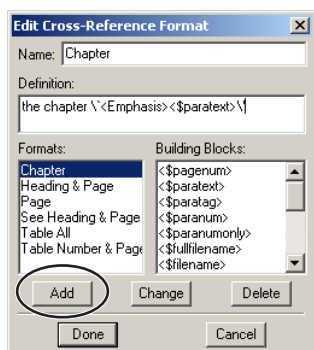 Edit Cross-Reference Format
Name: Chapter
Definition:
the chapter \`<Emphasis><$paratext>\
Formats:
Chapter
Heading & Page
Page
See Heading & Page
Table All
Table Number & Page
Building Blocks:
<$pagenum>
<$paratext>
<$paratag>
<$paranum>
<$paranumonly>
<$fullfilename>
<$filename>
Add Change Delete
Done Cancel